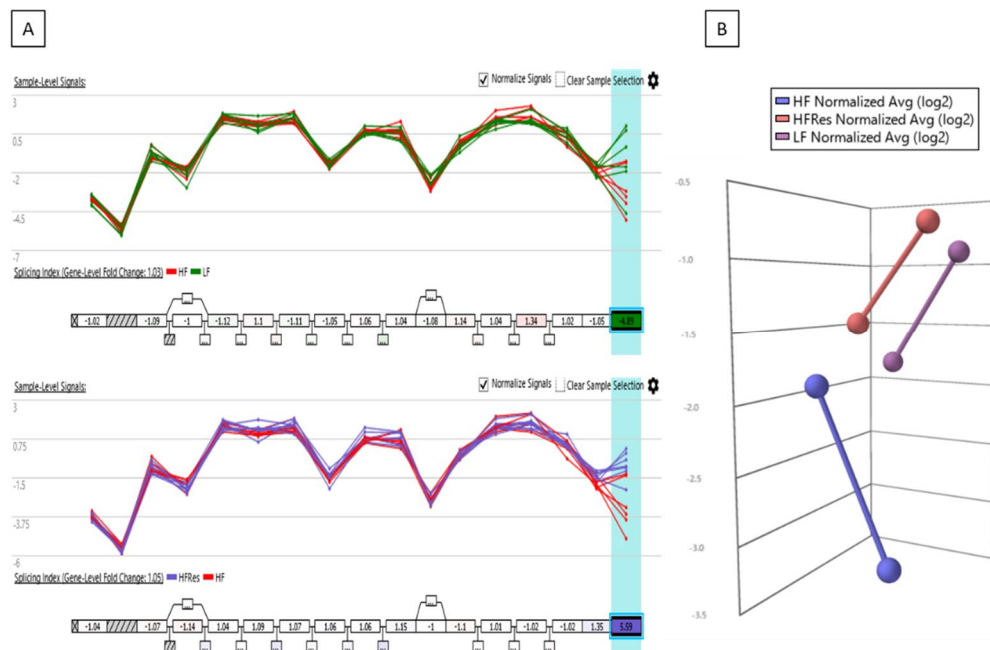 A
B
Sample-Level Signals:
Normalize Signals Clear Sample Selection
3
0.5
-2
-4.5
-7
Splicing Index (Gene-Level Fold Change: 1.03) HF LF
-1.02 -1.09 -1 -1.12 1.1 -1.11 -1.05 1.06 1.04 -1.08 1.14 1.04 1.34 1.02 -1.05 -4.89
Sample-Level Signals:
Normalize Signals Clear Sample Selection
3
0.75
-1.5
-3.75
-6
Splicing Index (Gene-Level Fold Change: 1.05) HFRes HF
-1.04 -1.07 -1.14 1.04 1.09 1.07 1.06 1.06 1.15 -1 -1.1 1.01 -1.02 -1.02 1.35 5.59
HF Normalized Avg (log2)
HFRes Normalized Avg (log2)
LF Normalized Avg (log2)
-0.5
-1.0
-1.5
-2.0
-2.5
-3.0
-3.5